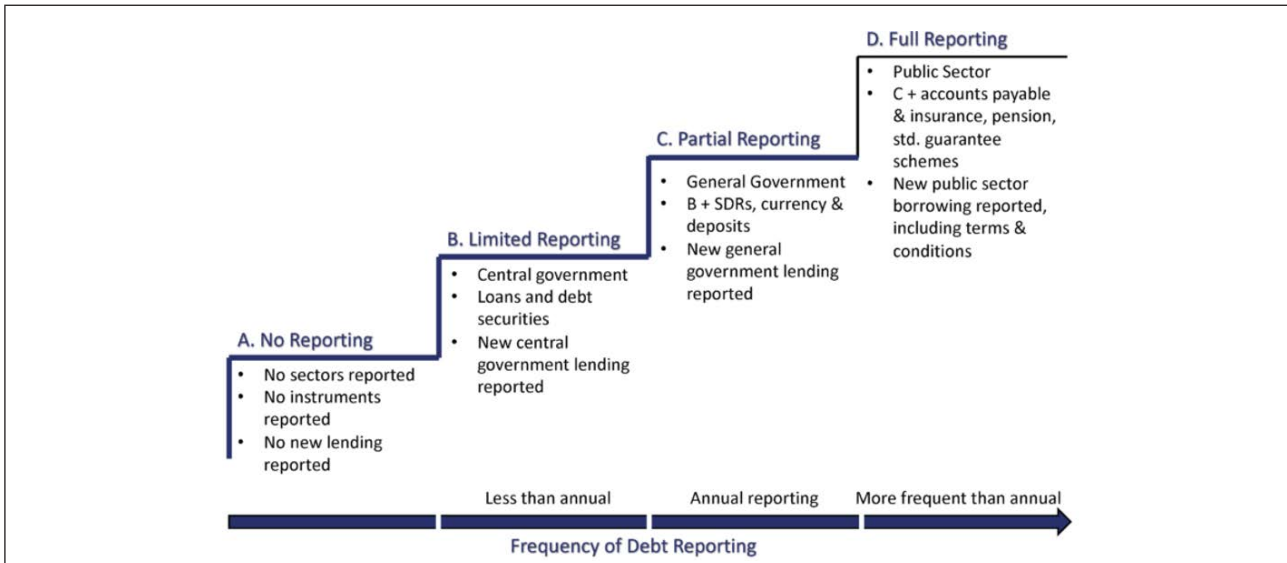 D. Full Reporting
• Public Sector
• C + accounts payable
& insurance, pension,
std. guarantee
schemes
• New public sector
borrowing reported,
including terms &
conditions
C. Partial Reporting
• General Government
• B + SDRs, currency &
deposits
• New general
government lending
reported
B. Limited Reporting
• Central government
• Loans and debt
securities
• New central
government lending
reported
A. No Reporting
• No sectors reported
• No instruments
reported
• No new lending
reported
Less than annual
Annual reporting
More frequent than annual
Frequency of Debt Reporting